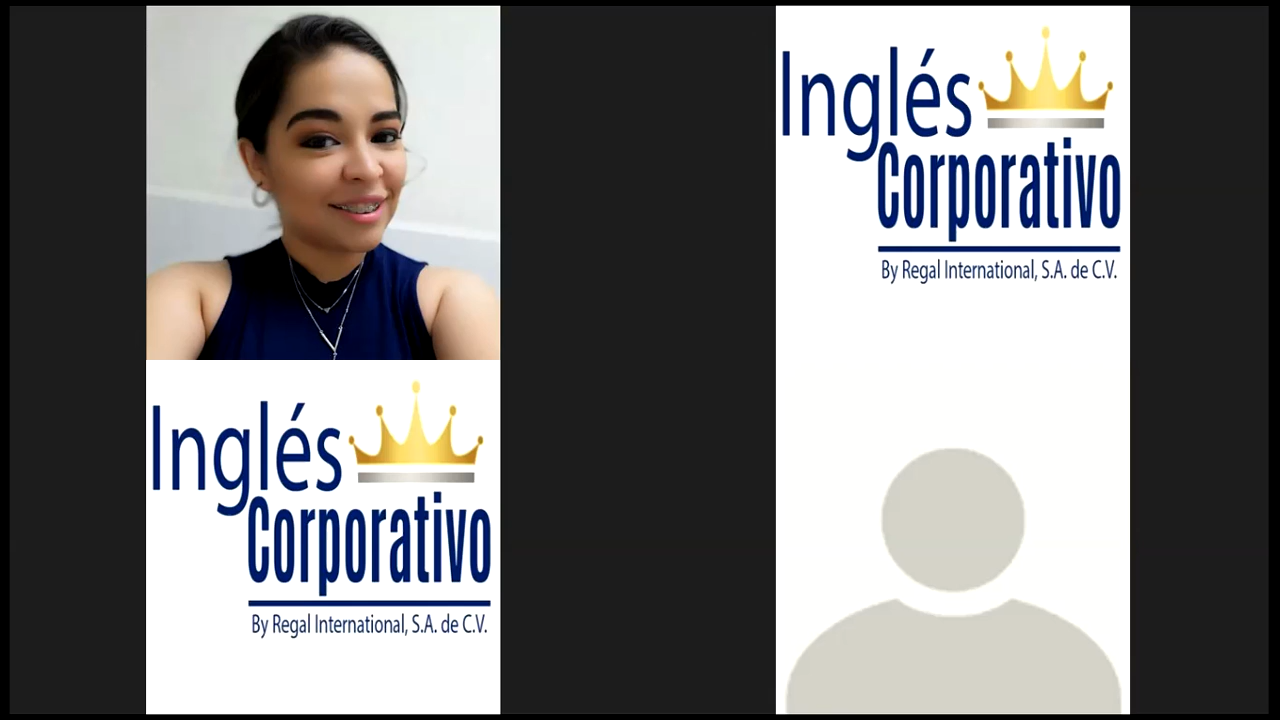 Inglés
Corporativo
By Regal International, S.A. de C.V.
Inglés
Corporativo
By Regal International, S.A. de C.V.